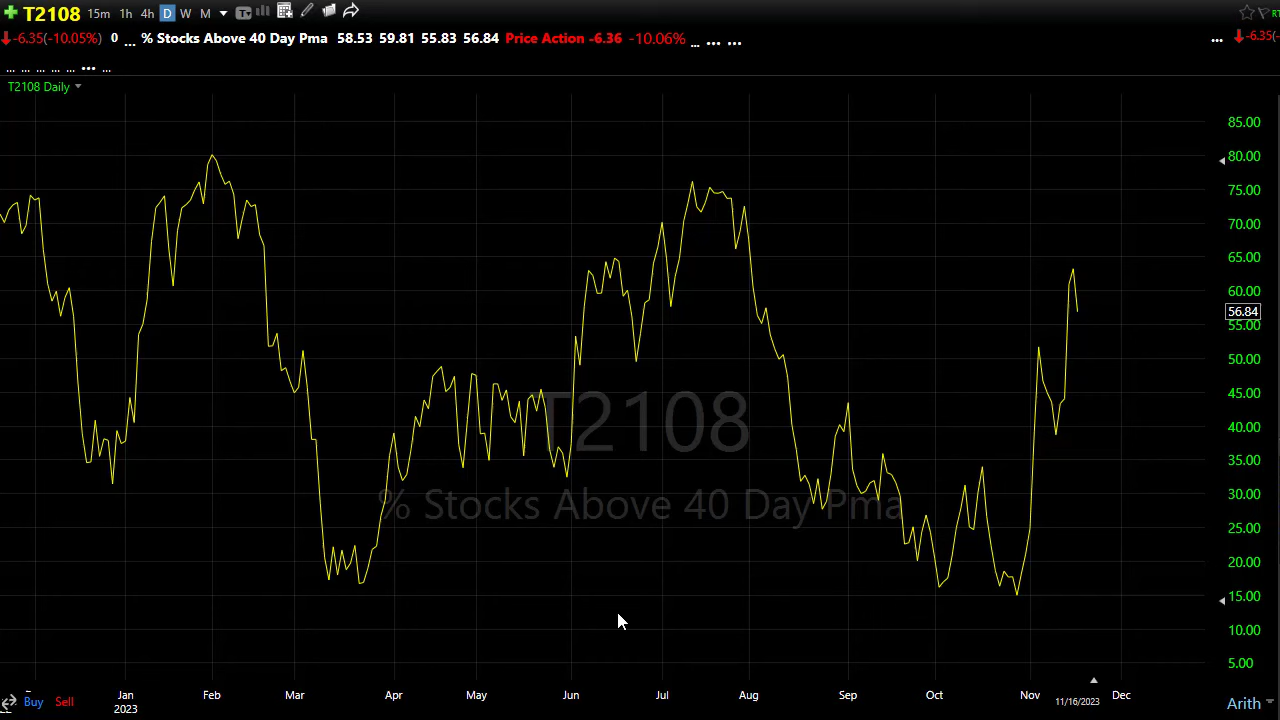 T2108 15m 1h 4h D W M T
-6.35(-10.05%) 0 ... % Stocks Above 40 Day Pma 58.53 59.81 55.83 56.84 Price Action -6.36 -10.06% ... ... ... ... -6.35(-
... ... ... ... ... ... ...
T2108 Daily
85.00
80.00
75.00
70.00
65.00
60.00
56.84
55.00
50.00
45.00
40.00
35.00
30.00
25.00
20.00
15.00
10.00
5.00
T2108
% Stocks Above 40 Day Pma
Jan Feb Mar Apr May Jun Jul Aug Sep Oct Nov Dec
2023 11/16/2023
Buy Sell Arith